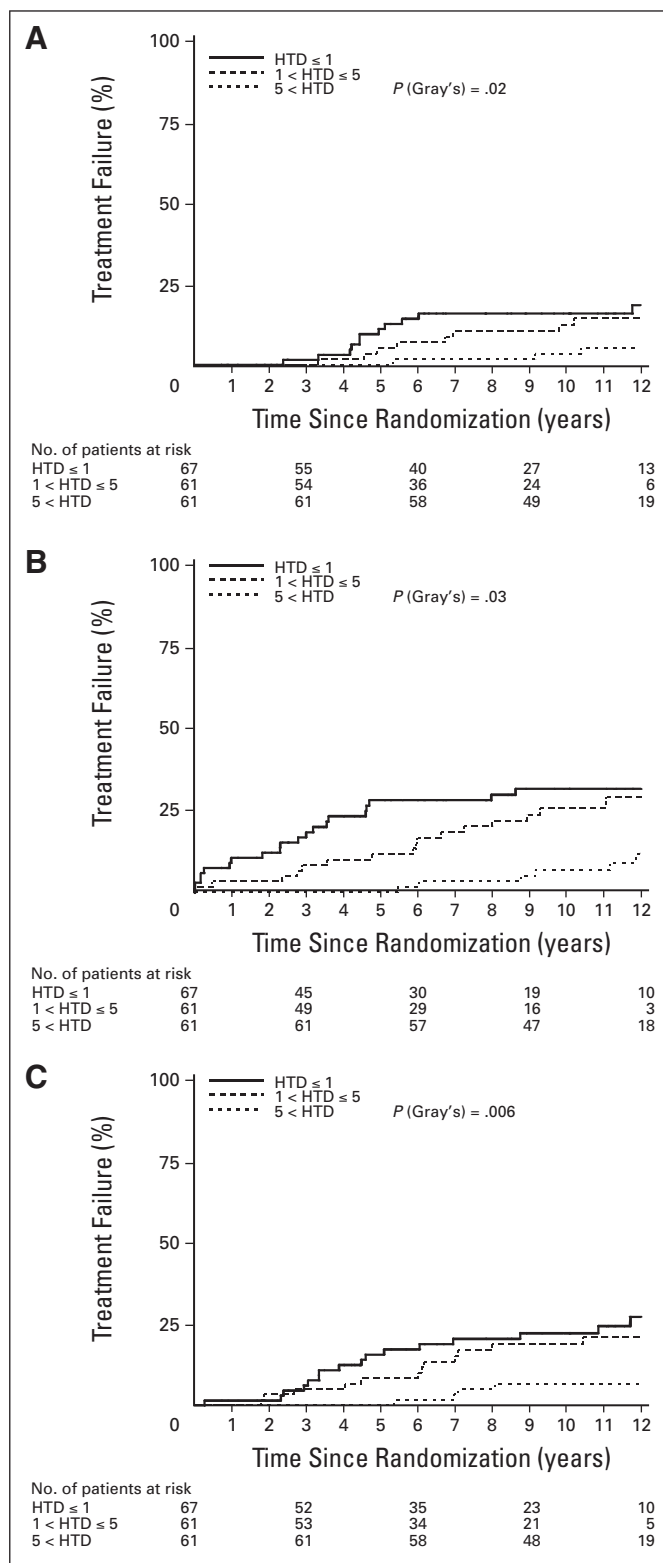 A
100
75
50
25
0
Treatment Failure (%)
HTD ≤ 1
1 < HTD ≤ 5
5 < HTD P (Gray's) = .02
1 2 3 4 5 6 7 8 9 10 11 12
Time Since Randomization (years)
No. of patients at risk
HTD ≤ 1 67 55 40 27 13
1 < HTD ≤ 5 61 54 36 24 6
5 < HTD 61 61 58 49 19
B
100
75
50
25
0
Treatment Failure (%)
HTD ≤ 1
1 < HTD ≤ 5
5 < HTD P (Gray's) = .03
1 2 3 4 5 6 7 8 9 10 11 12
Time Since Randomization (years)
No. of patients at risk
HTD ≤ 1 67 45 30 19 10
1 < HTD ≤ 5 61 49 29 16 3
5 < HTD 61 61 57 47 18
C
100
75
50
25
0
Treatment Failure (%)
HTD ≤ 1
1 < HTD ≤ 5
5 < HTD P (Gray's) = .006
1 2 3 4 5 6 7 8 9 10 11 12
Time Since Randomization (years)
No. of patients at risk
HTD ≤ 1 67 52 35 23 10
1 < HTD ≤ 5 61 53 34 21 5
5 < HTD 61 61 58 48 19